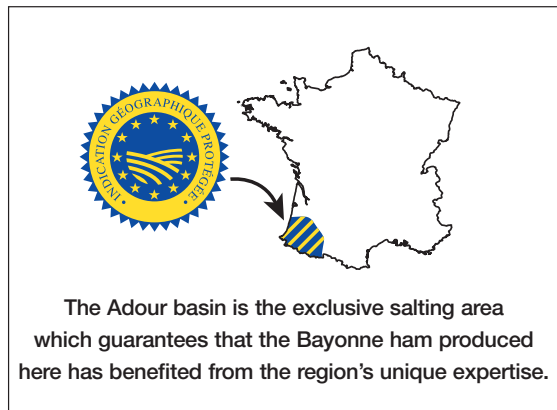 • INDICATION GÉOGRAPHIQUE PROTÉGÉE •
The Adour basin is the exclusive salting area
which guarantees that the Bayonne ham produced
here has benefited from the region's unique expertise.